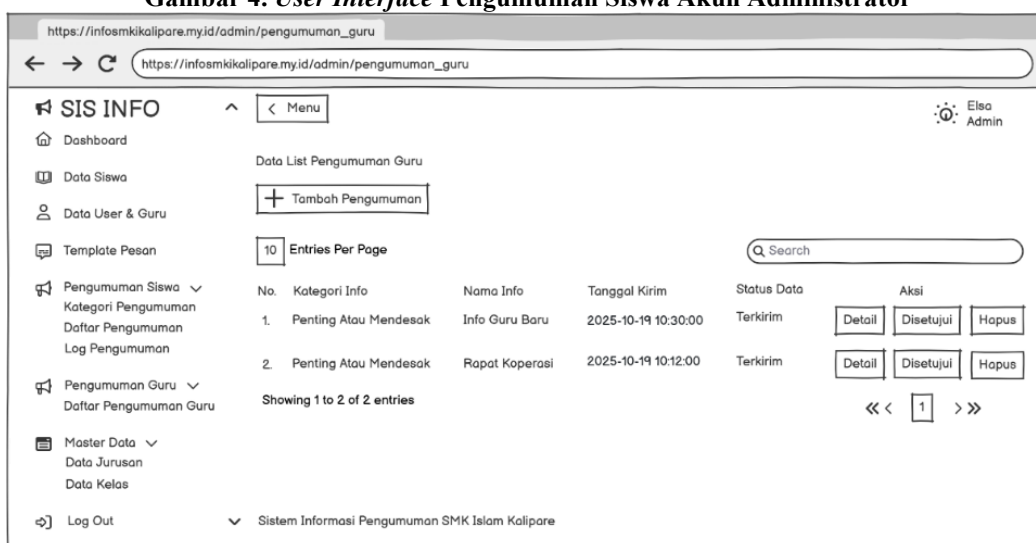 Gambar 4. User Interface Pengumuman Siswa Akun Administrator
https://infosmkikalipare.my.id/admin/pengumuman_guru
https://infosmkikalipare.my.id/admin/pengumuman_guru
SIS INFO
Dashboard
Data Siswa
Data User & Guru
Template Pesan
Pengumuman Siswa
Kategori Pengumuman
Daftar Pengumuman
Log Pengumuman
Pengumuman Guru
Daftar Pengumuman Guru
Master Data
Data Jurusan
Data Kelas
Log Out
< Menu
Elsa
Admin
Data List Pengumuman Guru
+ Tambah Pengumuman
10 Entries Per Page
Search
No. Kategori Info Nama Info Tanggal Kirim Status Data Aksi
1. Penting Atau Mendesak Info Guru Baru 2025-10-19 10:30:00 Terkirim Detail Disetujui Hapus
2. Penting Atau Mendesak Rapat Koperasi 2025-10-19 10:12:00 Terkirim Detail Disetujui Hapus
Showing 1 to 2 of 2 entries
« < 1 > »
Sistem Informasi Pengumuman SMK Islam Kalipare